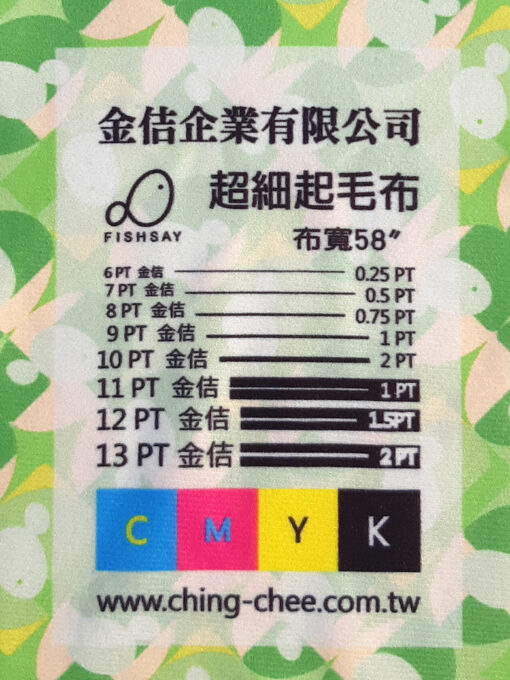 金佶企業有限公司
超細起毛布
FISHSAY
布寬58"
6 PT 金佶 0.25 PT
7 PT 金佶 0.5 PT
8 PT 金佶 0.75 PT
9 PT 金佶 1 PT
10 PT 金佶 2 PT
11 PT 金佶 1 PT
12 PT 金佶 1.5PT
13 PT 金佶 2 PT
C M Y K
www.ching-chee.com.tw